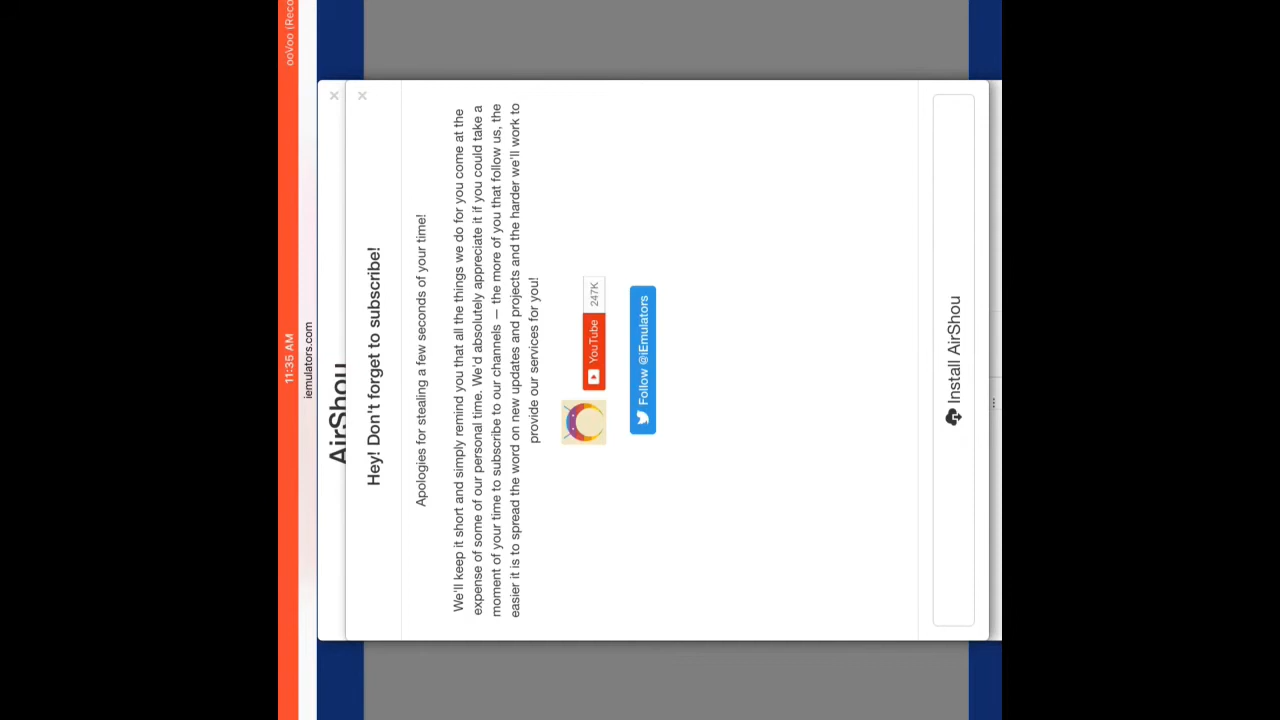 ooVoo (Reco
11:35 AM
iemulators.com
×
AirShou
×
Hey! Don't forget to subscribe!
Apologies for stealing a few seconds of your time!
We'll keep it short and simply remind you that all the things we do for you come at the
expense of some of our personal time. We'd absolutely appreciate it if you could take a
moment of your time to subscribe to our channels — the more of you that follow us, the
easier it is to spread the word on new updates and projects and the harder we'll work to
provide our services for you!
YouTube 247K
Follow @iEmulators
Install AirShou
...